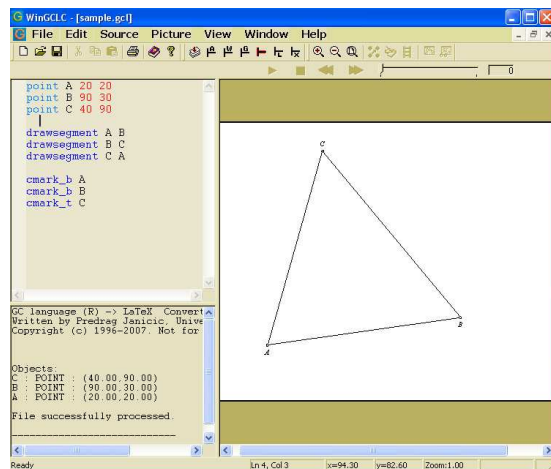 WinGCLC - [sample.gcl]
File Edit Source Picture View Window Help
0
point A 20 20
point B 90 30
point C 40 90
drawsegment A B
drawsegment B C
drawsegment C A
cmark_b A
cmark_b B
cmark_t C
GC language (R) -> LaTeX Convert
Written by Predrag Janicic, Unive
Copyright (c) 1996-2007. Not for
Objects:
C : POINT : (40.00,90.00)
B : POINT : (90.00,30.00)
A : POINT : (20.00,20.00)
File successfully processed.
----------------------------
C
B
A
Ready Ln 4, Col 3 x=94.30 y=82.60 Zoom:1.00